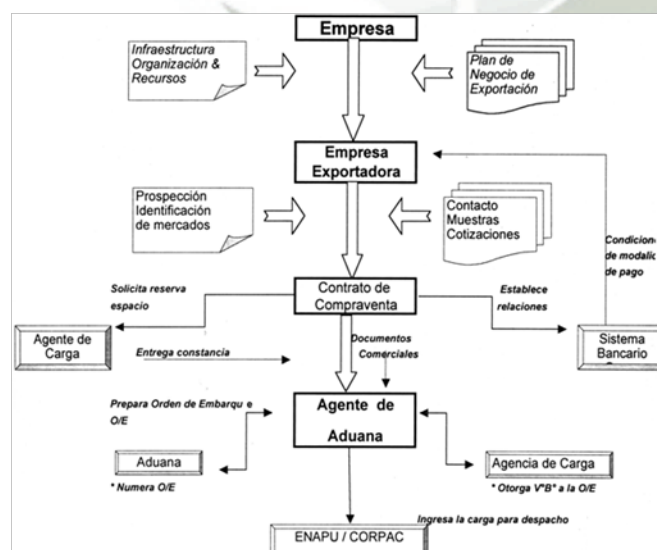 Empresa
Infraestructura
Organización &
Recursos
Plan de
Negocio de
Exportación
Empresa
Exportadora
Prospección
Identificación
de mercados
Contacto
Muestras
Cotizaciones
Condicion
de modalid
de pago
Solicita reserva
espacio
Contrato de
Compraventa
Establece
relaciones
Agente de
Carga
Sistema
Bancario
Entrega constancia
Documentos
Comerciales
Prepara Orden de Embarqu e
O/E
Agente de
Aduana
Aduana
* Numera O/E
Agencia de Carga
* Otorga V°B° a la O/E
Ingresa la carga para despacho
ENAPU / CORPAC